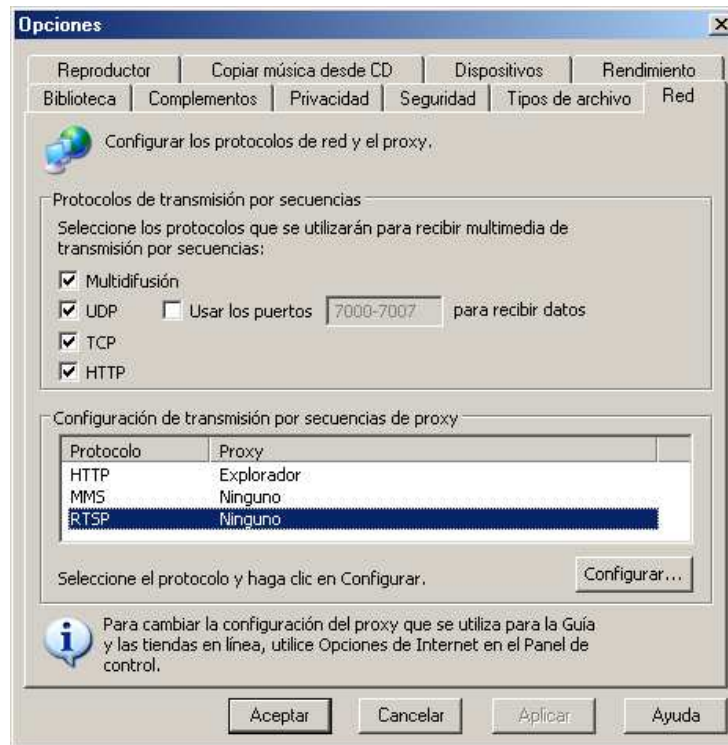 Opciones
Reproductor Copiar música desde CD Dispositivos Rendimiento
Biblioteca Complementos Privacidad Seguridad Tipos de archivo Red
Configurar los protocolos de red y el proxy.
Protocolos de transmisión por secuencias
Seleccione los protocolos que se utilizarán para recibir multimedia de
transmisión por secuencias:
Multidifusión
UDP Usar los puertos 7000-7007 para recibir datos
TCP
HTTP
Configuración de transmisión por secuencias de proxy
Protocolo Proxy
HTTP Explorador
MMS Ninguno
RTSP Ninguno
Seleccione el protocolo y haga clic en Configurar. Configurar...
Para cambiar la configuración del proxy que se utiliza para la Guía
y las tiendas en línea, utilice Opciones de Internet en el Panel de
control.
Aceptar Cancelar Aplicar Ayuda